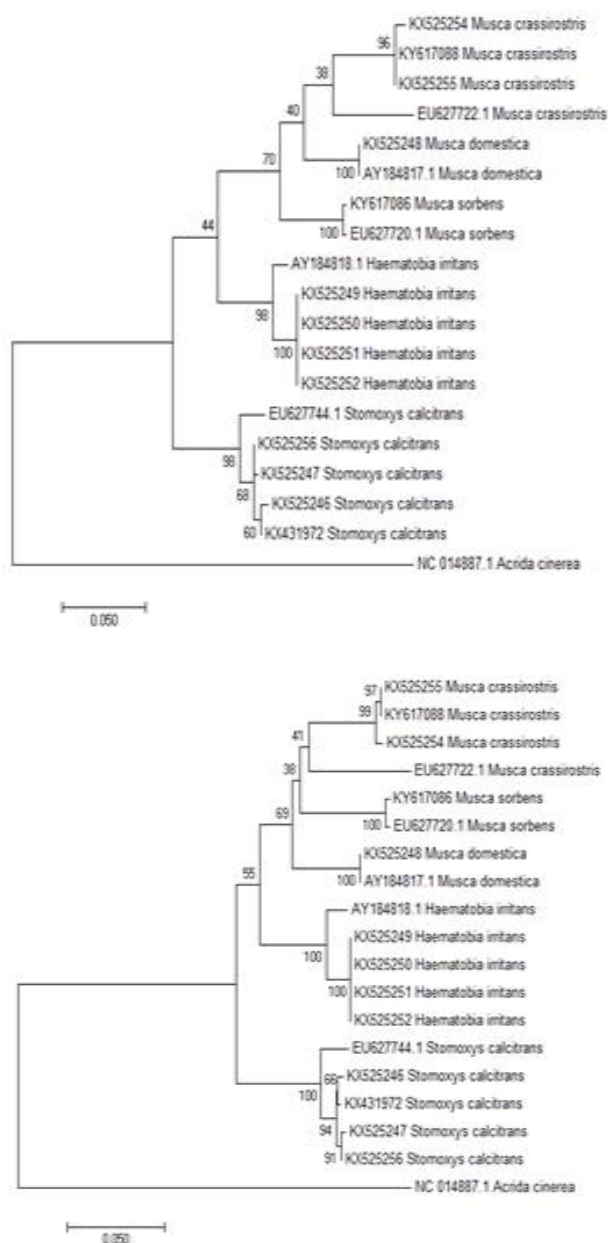 KX525254 Musca crassirostris
96
KY617088 Musca crassirostris
38
KX525255 Musca crassirostris
40
EU627722.1 Musca crassirostris
KX525248 Musca domestica
70
100 AY184817.1 Musca domestica
KY617086 Musca sorbens
44
100 EU627720.1 Musca sorbens
AY184818.1 Haematobia irritans
KX525249 Haematobia irritans
98
KX525250 Haematobia irritans
100 KX525251 Haematobia irritans
KX525252 Haematobia irritans
EU627744.1 Stomoxys calcitrans
KX525256 Stomoxys calcitrans
98
KX525247 Stomoxys calcitrans
68
KX525246 Stomoxys calcitrans
60 KX431972 Stomoxys calcitrans
NC 014887.1 Acrida cinerea
0.050
97 KX525255 Musca crassirostris
99 KY617088 Musca crassirostris
41
KX525254 Musca crassirostris
38
EU627722.1 Musca crassirostris
69
KY617086 Musca sorbens
100 EU627720.1 Musca sorbens
KX525248 Musca domestica
55
100 AY184817.1 Musca domestica
AY184818.1 Haematobia irritans
KX525249 Haematobia irritans
100
KX525250 Haematobia irritans
100 KX525251 Haematobia irritans
KX525252 Haematobia irritans
EU627744.1 Stomoxys calcitrans
66 KX525246 Stomoxys calcitrans
100
KX431972 Stomoxys calcitrans
94
KX525247 Stomoxys calcitrans
91 KX525256 Stomoxys calcitrans
NC 014887.1 Acrida cinerea
0.050